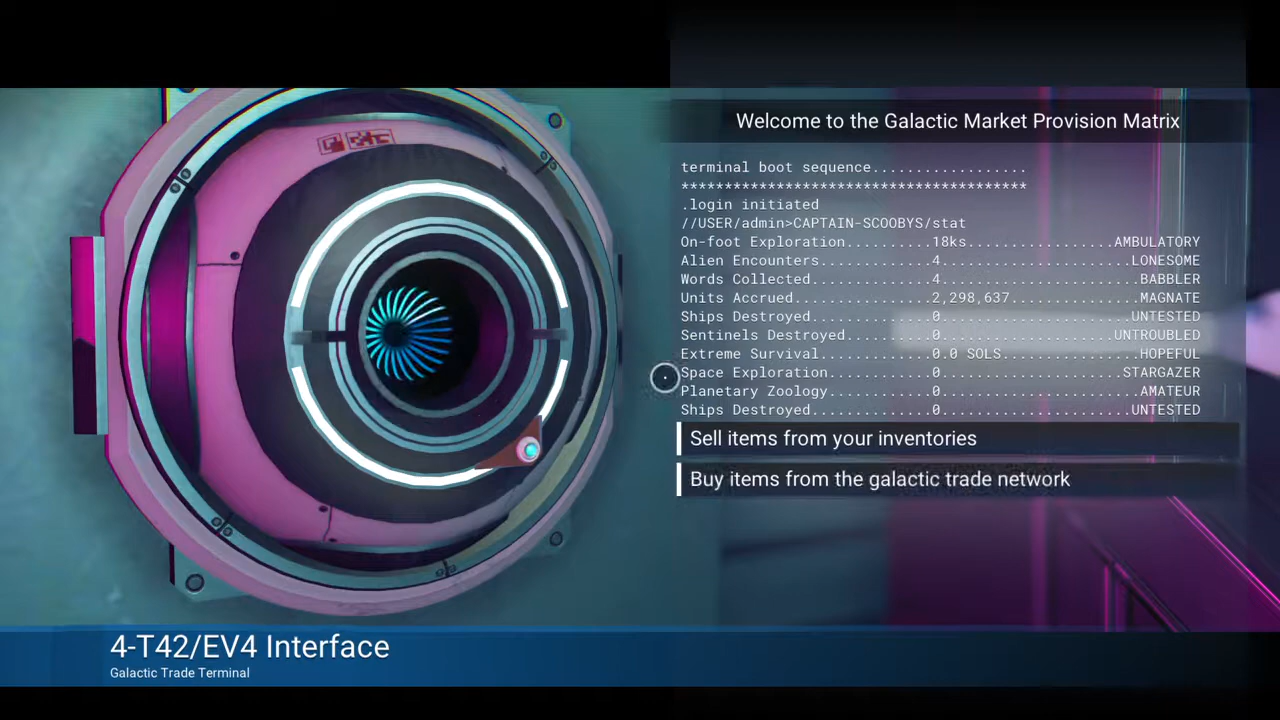 Welcome to the Galactic Market Provision Matrix
terminal boot sequence..................
****************************************
.login initiated
//USER/admin>CAPTAIN-SCOOBYS/stat
On-foot Exploration..........18ks.................AMBULATORY
Alien Encounters.............4......................LONESOME
Words Collected..............4.......................BABBLER
Units Accrued................2,298,637...............MAGNATE
Ships Destroyed..............0......................UNTESTED
Sentinels Destroyed..........0....................UNTROUBLED
Extreme Survival.............0.0 SOLS................HOPEFUL
Space Exploration............0.....................STARGAZER
Planetary Zoology............0.......................AMATEUR
Ships Destroyed..............0......................UNTESTED
Sell items from your inventories
Buy items from the galactic trade network
4-T42/EV4 Interface
Galactic Trade Terminal